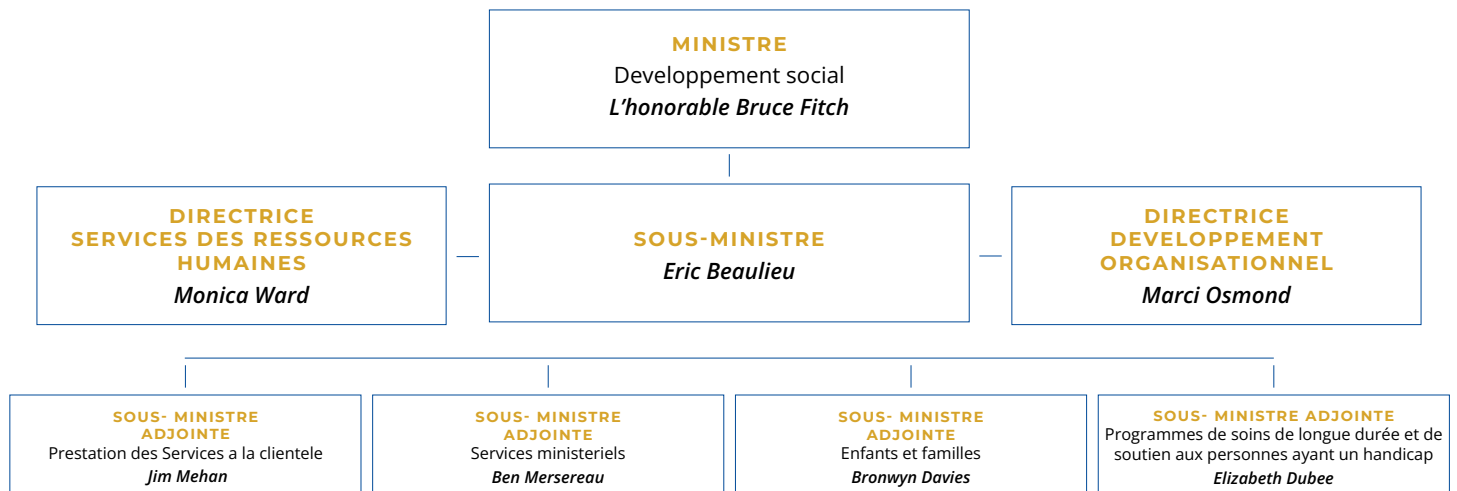 MINISTRE
Developpement social
L'honorable Bruce Fitch
DIRECTRICE
SERVICES DES RESSOURCES
HUMAINES
Monica Ward
SOUS-MINISTRE
Eric Beaulieu
DIRECTRICE
DEVELOPPEMENT
ORGANISATIONNEL
Marci Osmond
SOUS- MINISTRE
ADJOINTE
Prestation des Services a la clientele
Jim Mehan
SOUS- MINISTRE
ADJOINTE
Services ministeriels
Ben Mersereau
SOUS- MINISTRE
ADJOINTE
Enfants et familles
Bronwyn Davies
SOUS- MINISTRE ADJOINTE
Programmes de soins de longue durée et de
soutien aux personnes ayant un handicap
Elizabeth Dubee